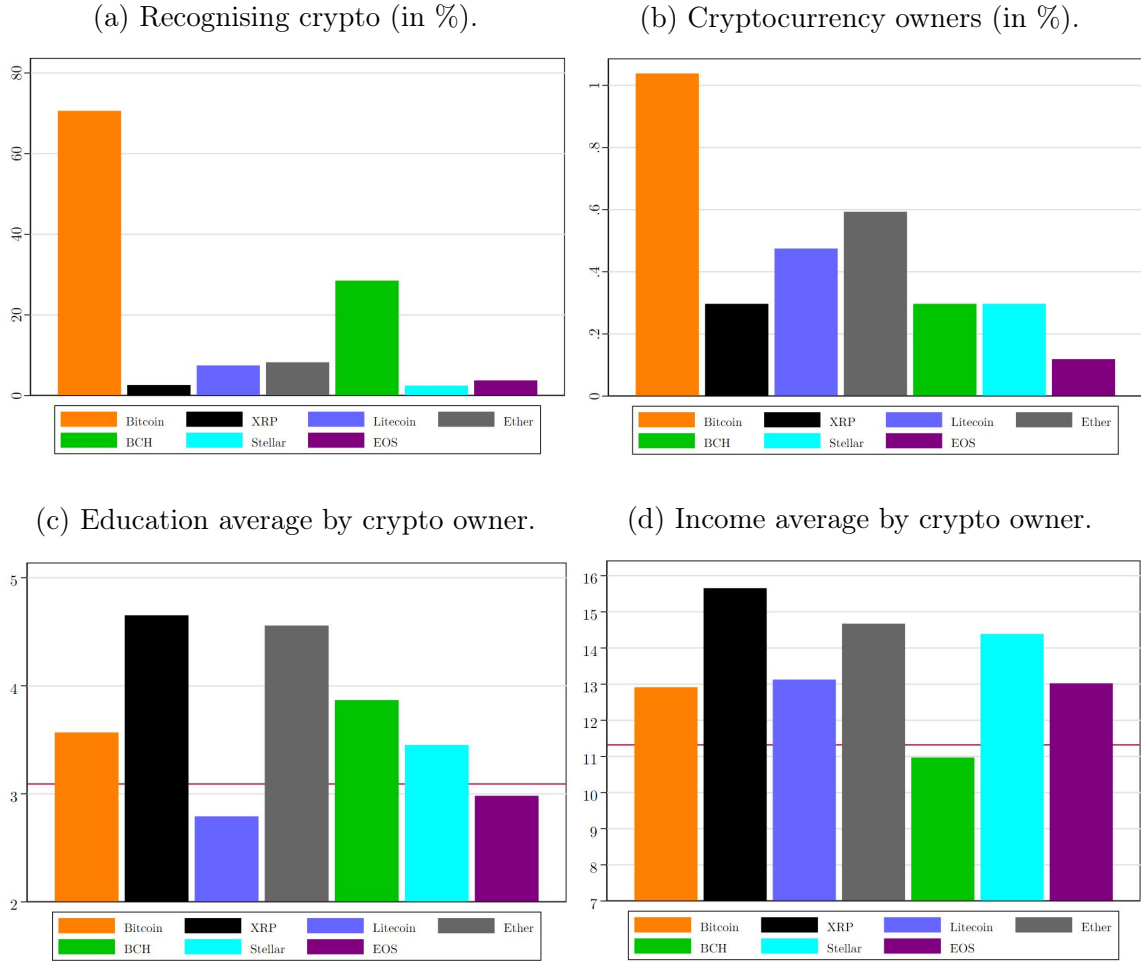 (a) Recognising crypto (in %).
(b) Cryptocurrency owners (in %).
80
60
40
20
0
1
.8
.6
.4
.2
0
Bitcoin XRP Litecoin Ether
BCH Stellar EOS
Bitcoin XRP Litecoin Ether
BCH Stellar EOS
(c) Education average by crypto owner.
(d) Income average by crypto owner.
5
4
3
2
16
15
14
13
12
11
10
9
8
7
Bitcoin XRP Litecoin Ether
BCH Stellar EOS
Bitcoin XRP Litecoin Ether
BCH Stellar EOS